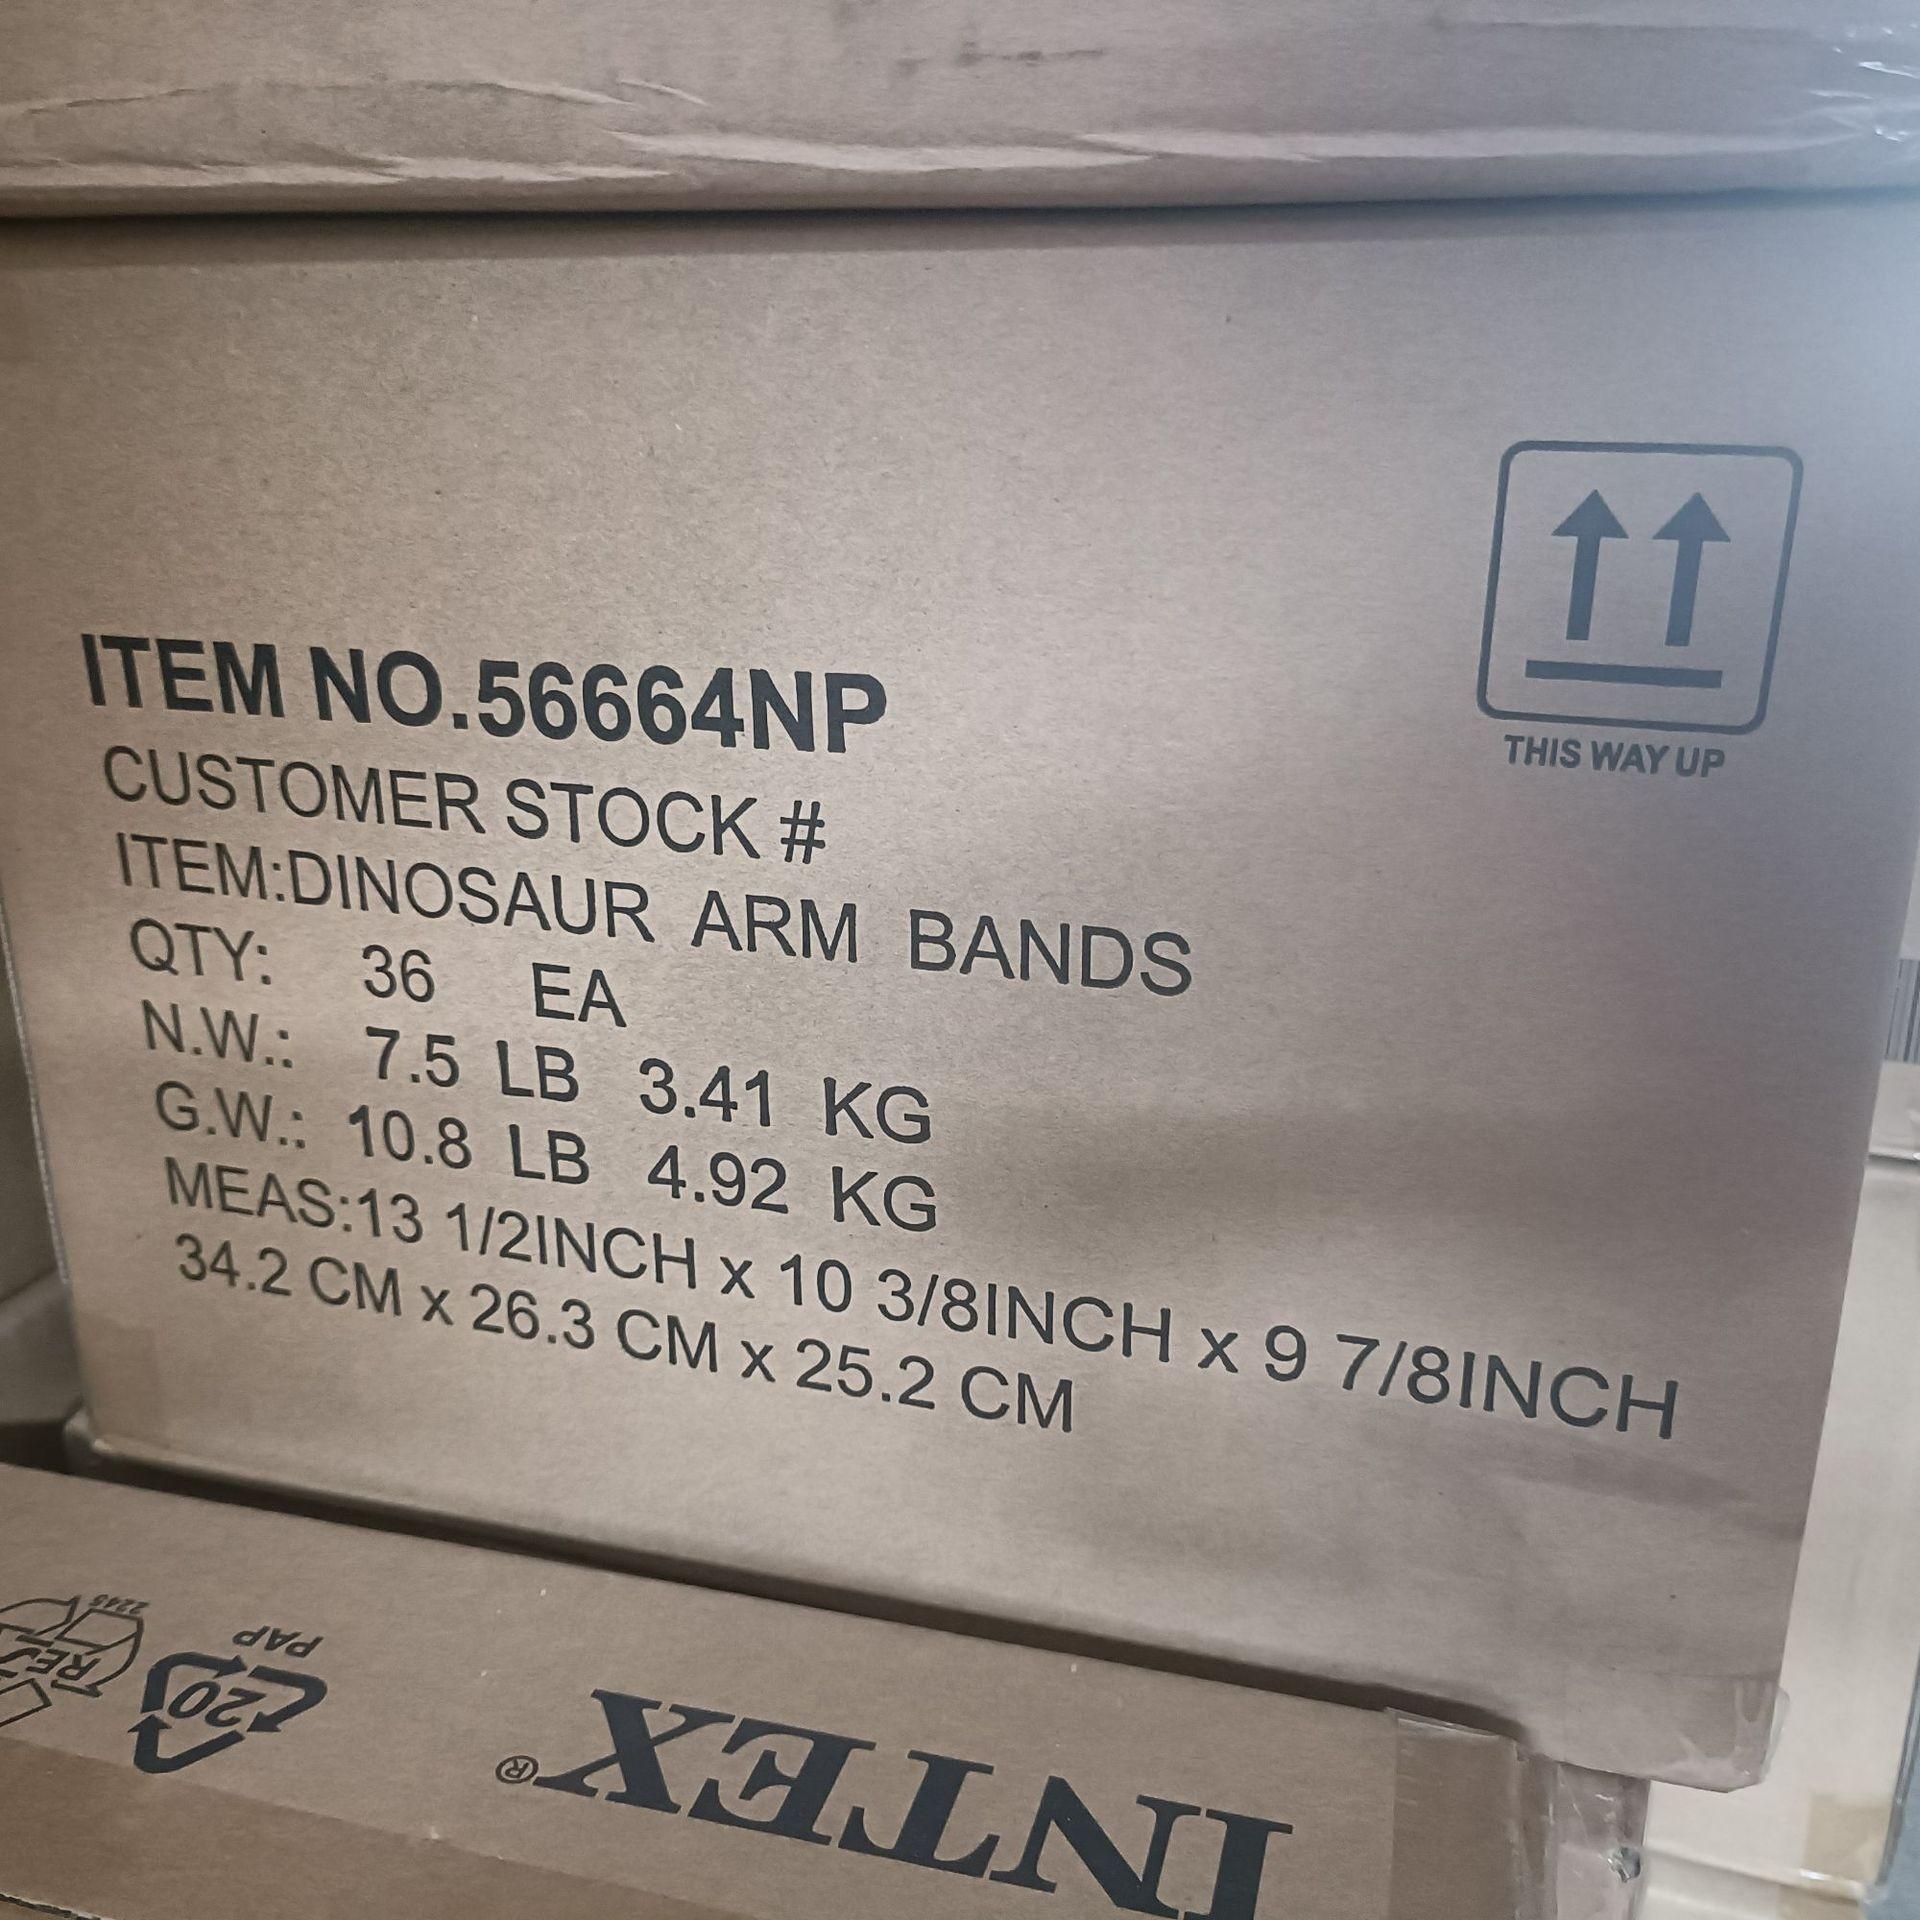 ITEM NO.56664NP
CUSTOMER STOCK #
ITEM:DINOSAUR ARM BANDS
QTY: 36 EA
N.W.: 7.5 LB 3.41 KG
G.W.: 10.8 LB 4.92 KG
MEAS:13 1/2INCH x 10 3/8INCH x 9 7/8INCH
34.2 CM x 26.3 CM x 25.2 CM
THIS WAY UP
INTEX®
20
PAP